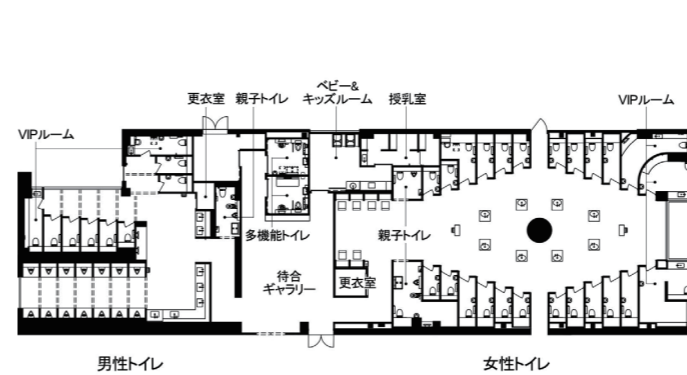 ベビー&
キッズルーム
更衣室
親子トイレ
授乳室
VIPルーム
VIPルーム
多機能トイレ
親子トイレ
待合
ギャラリー
更衣室
男性トイレ
女性トイレ